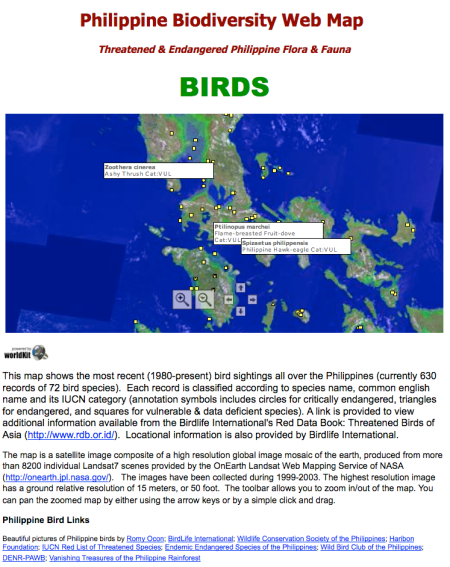 Philippine Biodiversity Web Map
Threatened & Endangered Philippine Flora & Fauna
BIRDS
Zoothera cinerea
Ashy Thrush Cat:VUL
Ptilinopus marchei
Flame-breasted Fruit-dove
Cat:VUL
Spizaetus philippensis
Philippine Hawk-eagle Cat:VUL
powered by
worldKit
This map shows the most recent (1980-present) bird sightings all over the Philippines (currently 630
records of 72 bird species). Each record is classified according to species name, common english
name and its IUCN category (annotation symbols includes circles for critically endangered, triangles
for endangered, and squares for vulnerable & data deficient species). A link is provided to view
additional information available from the Birdlife International's Red Data Book: Threatened Birds of
Asia (http://www.rdb.or.id/). Locational information is also provided by Birdlife International.
The map is a satellite image composite of a high resolution global image mosaic of the earth, produced from more
than 8200 individual Landsat7 scenes provided by the OnEarth Landsat Web Mapping Service of NASA
(http://onearth.jpl.nasa.gov/). The images have been collected during 1999-2003. The highest resolution image
has a ground relative resolution of 15 meters, or 50 foot. The toolbar allows you to zoom in/out of the map. You
can pan the zoomed map by either using the arrow keys or by a simple click and drag.
Philippine Bird Links
Beautiful pictures of Philippine birds by Romy Ocon; BirdLife International; Wildlife Conservation Society of the Philippines; Haribon
Foundation; IUCN Red List of Threatened Species; Endemic Endangered Species of the Philippines; Wild Bird Club of the Philippines;
DENR-PAWB; Vanishing Treasures of the Philippine Rainforest